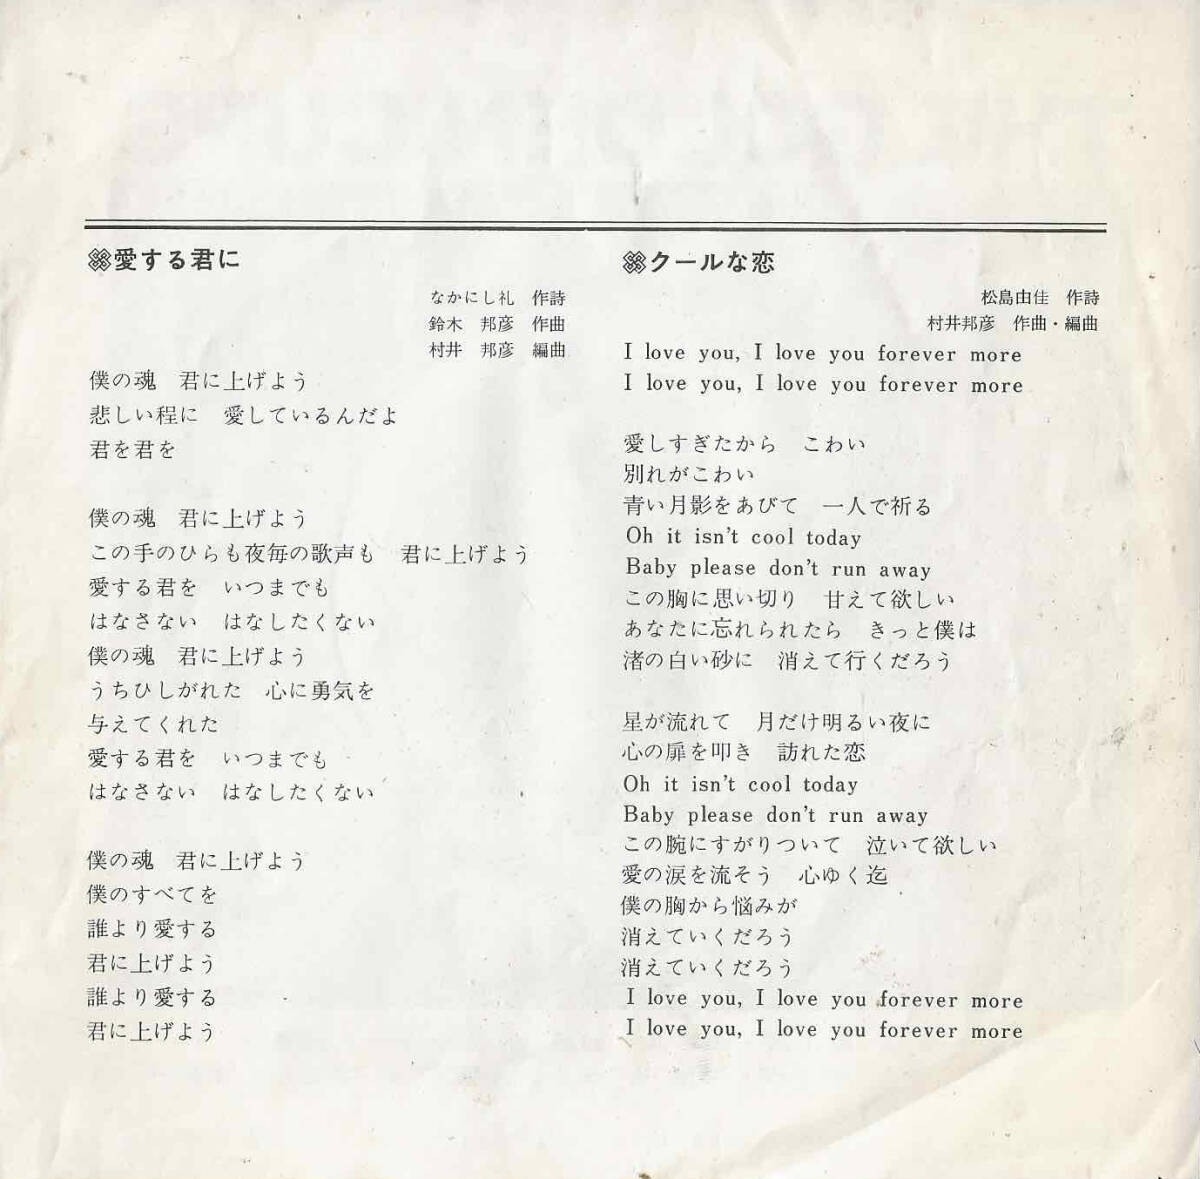 愛する君に
なかにし礼　作詩
鈴木　邦彦　作曲
村井　邦彦　編曲
僕の魂　君に上げよう
悲しい程に　愛しているんだよ
君を君を
僕の魂　君に上げよう
この手のひらも夜毎の歌声も　君に上げよう
愛する君を　いつまでも
はなさない　はなしたくない
僕の魂　君に上げよう
うちひしがれた　心に勇気を
与えてくれた
愛する君を　いつまでも
はなさない　はなしたくない
僕の魂　君に上げよう
僕のすべてを
誰より愛する
君に上げよう
誰より愛する
君に上げよう
クールな恋
松島由佳　作詩
村井邦彦　作曲・編曲
I love you, I love you forever more
I love you, I love you forever more
愛しすぎたから　こわい
別れがこわい
青い月影をあびて　一人で祈る
Oh it isn't cool today
Baby please don't run away
この胸に思い切り　甘えて欲しい
あなたに忘れられたら　きっと僕は
渚の白い砂に　消えて行くだろう
星が流れて　月だけ明るい夜に
心の扉を叩き　訪れた恋
Oh it isn't cool today
Baby please don't run away
この腕にすがりついて　泣いて欲しい
愛の涙を流そう　心ゆく迄
僕の胸から悩みが
消えていくだろう
消えていくだろう
I love you, I love you forever more
I love you, I love you forever more